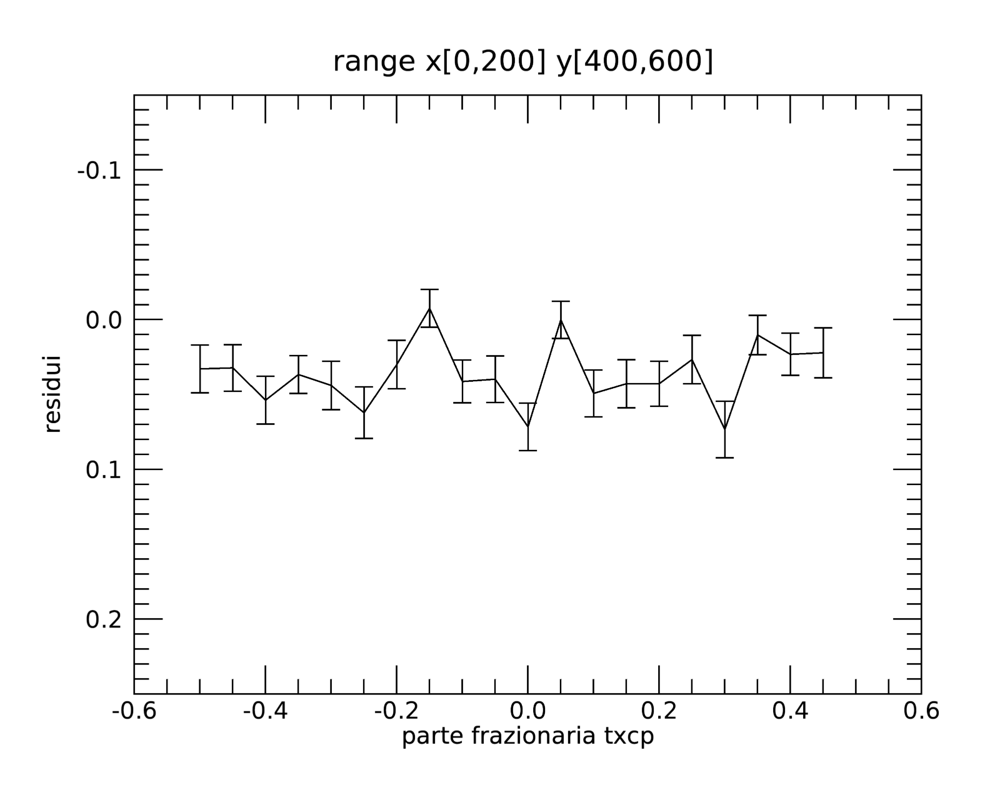 range x[0,200] y[400,600]
-0.1
0.0
0.1
0.2
residui
-0.6 -0.4 -0.2 0.0 0.2 0.4 0.6
parte frazionaria txcp